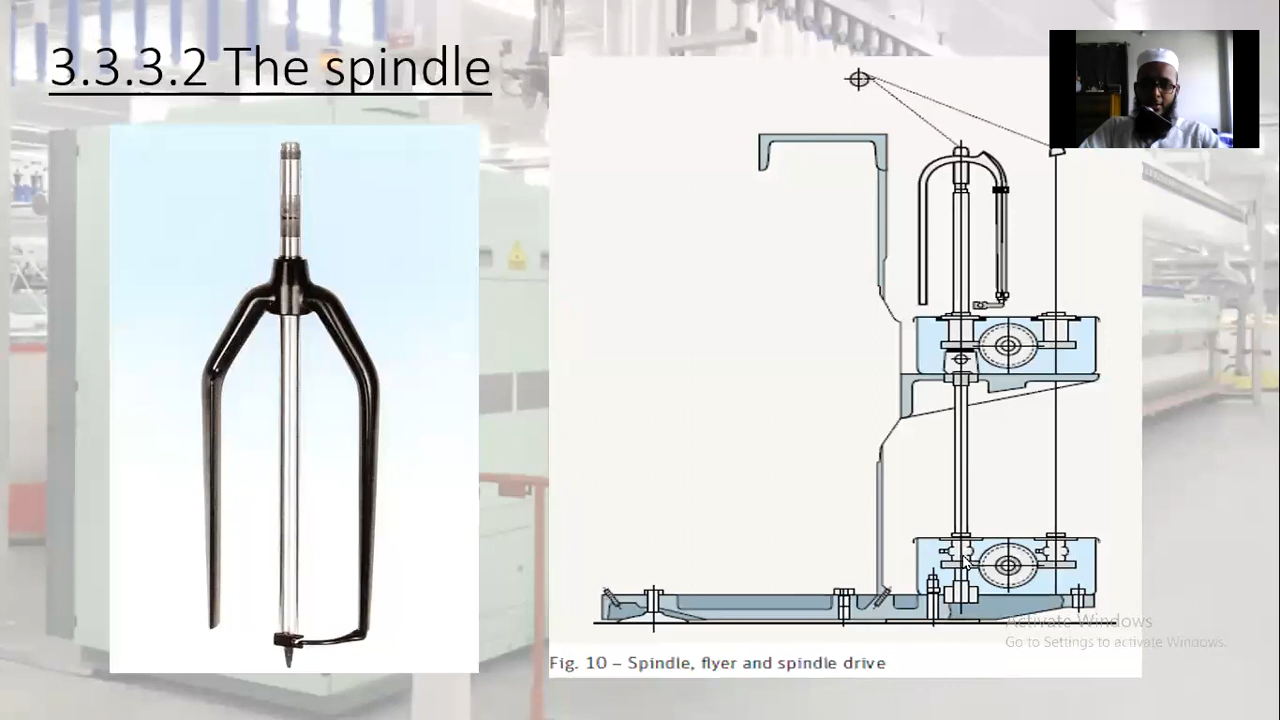 3.3.3.2 The spindle
Fig. 10 – Spindle, flyer and spindle drive
Activate Windows
Go to Settings to activate Windows.